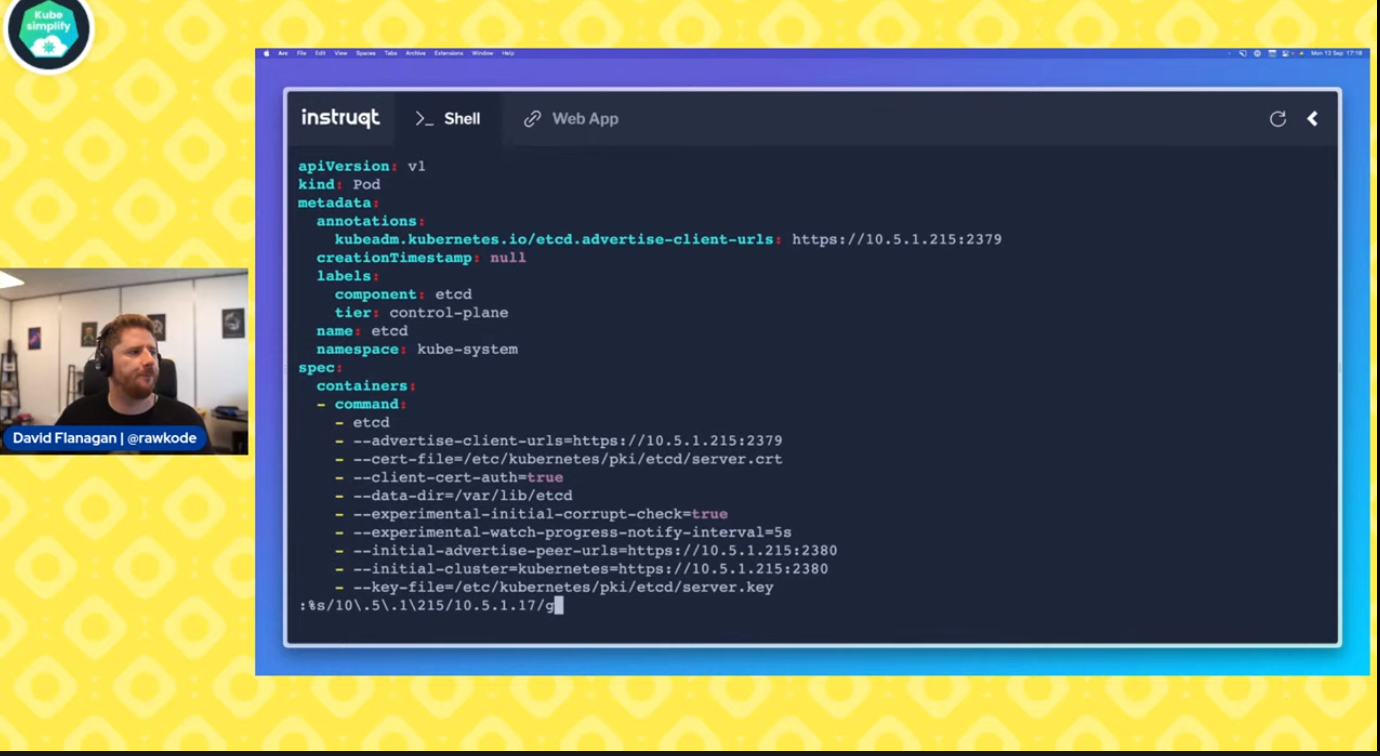 Kube
simplify
Arc File Edit View Spaces Tabs Archive Extensions Window Help
Mon 12 Sep 17:18
instruqt
>_ Shell
Web App
apiVersion: v1
kind: Pod
metadata:
annotations:
kubeadm.kubernetes.io/etcd.advertise-client-urls: https://10.5.1.215:2379
creationTimestamp: null
labels:
component: etcd
tier: control-plane
name: etcd
namespace: kube-system
spec:
containers:
- command:
- etcd
- --advertise-client-urls=https://10.5.1.215:2379
- --cert-file=/etc/kubernetes/pki/etcd/server.crt
- --client-cert-auth=true
- --data-dir=/var/lib/etcd
- --experimental-initial-corrupt-check=true
- --experimental-watch-progress-notify-interval=5s
- --initial-advertise-peer-urls=https://10.5.1.215:2380
- --initial-cluster=kubernetes=https://10.5.1.215:2380
- --key-file=/etc/kubernetes/pki/etcd/server.key
:%s/10\.5\.1\215/10.5.1.17/g
David Flanagan | @rawkode